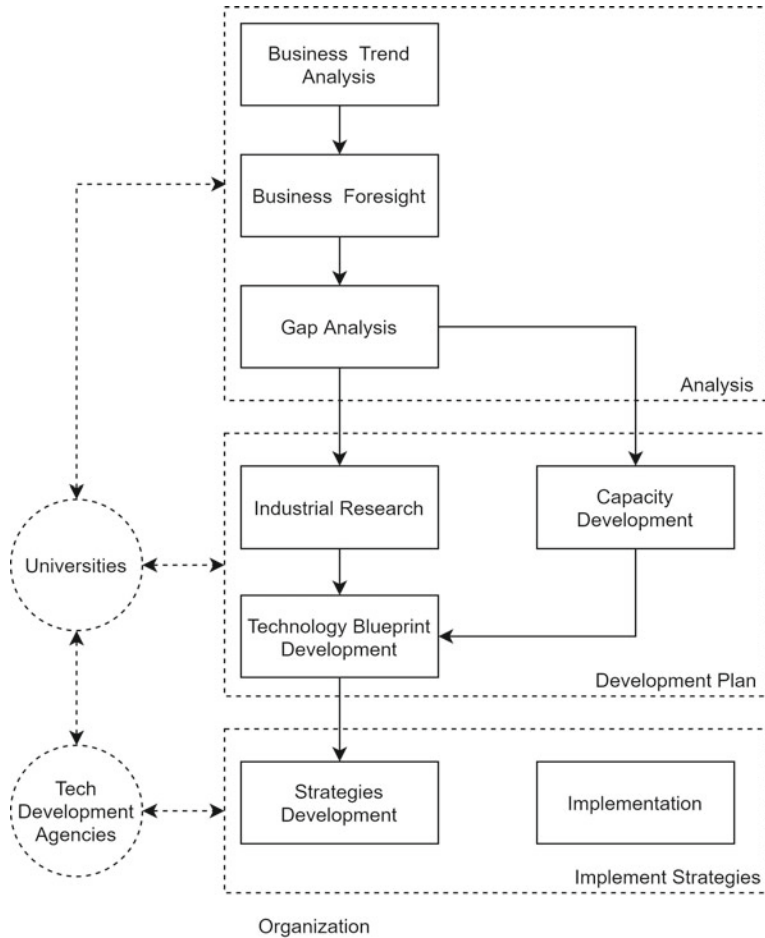 Business Trend
Analysis
Business Foresight
Gap Analysis
Analysis
Industrial Research
Capacity
Development
Universities
Technology Blueprint
Development
Development Plan
Tech
Development
Agencies
Strategies
Development
Implementation
Implement Strategies
Organization